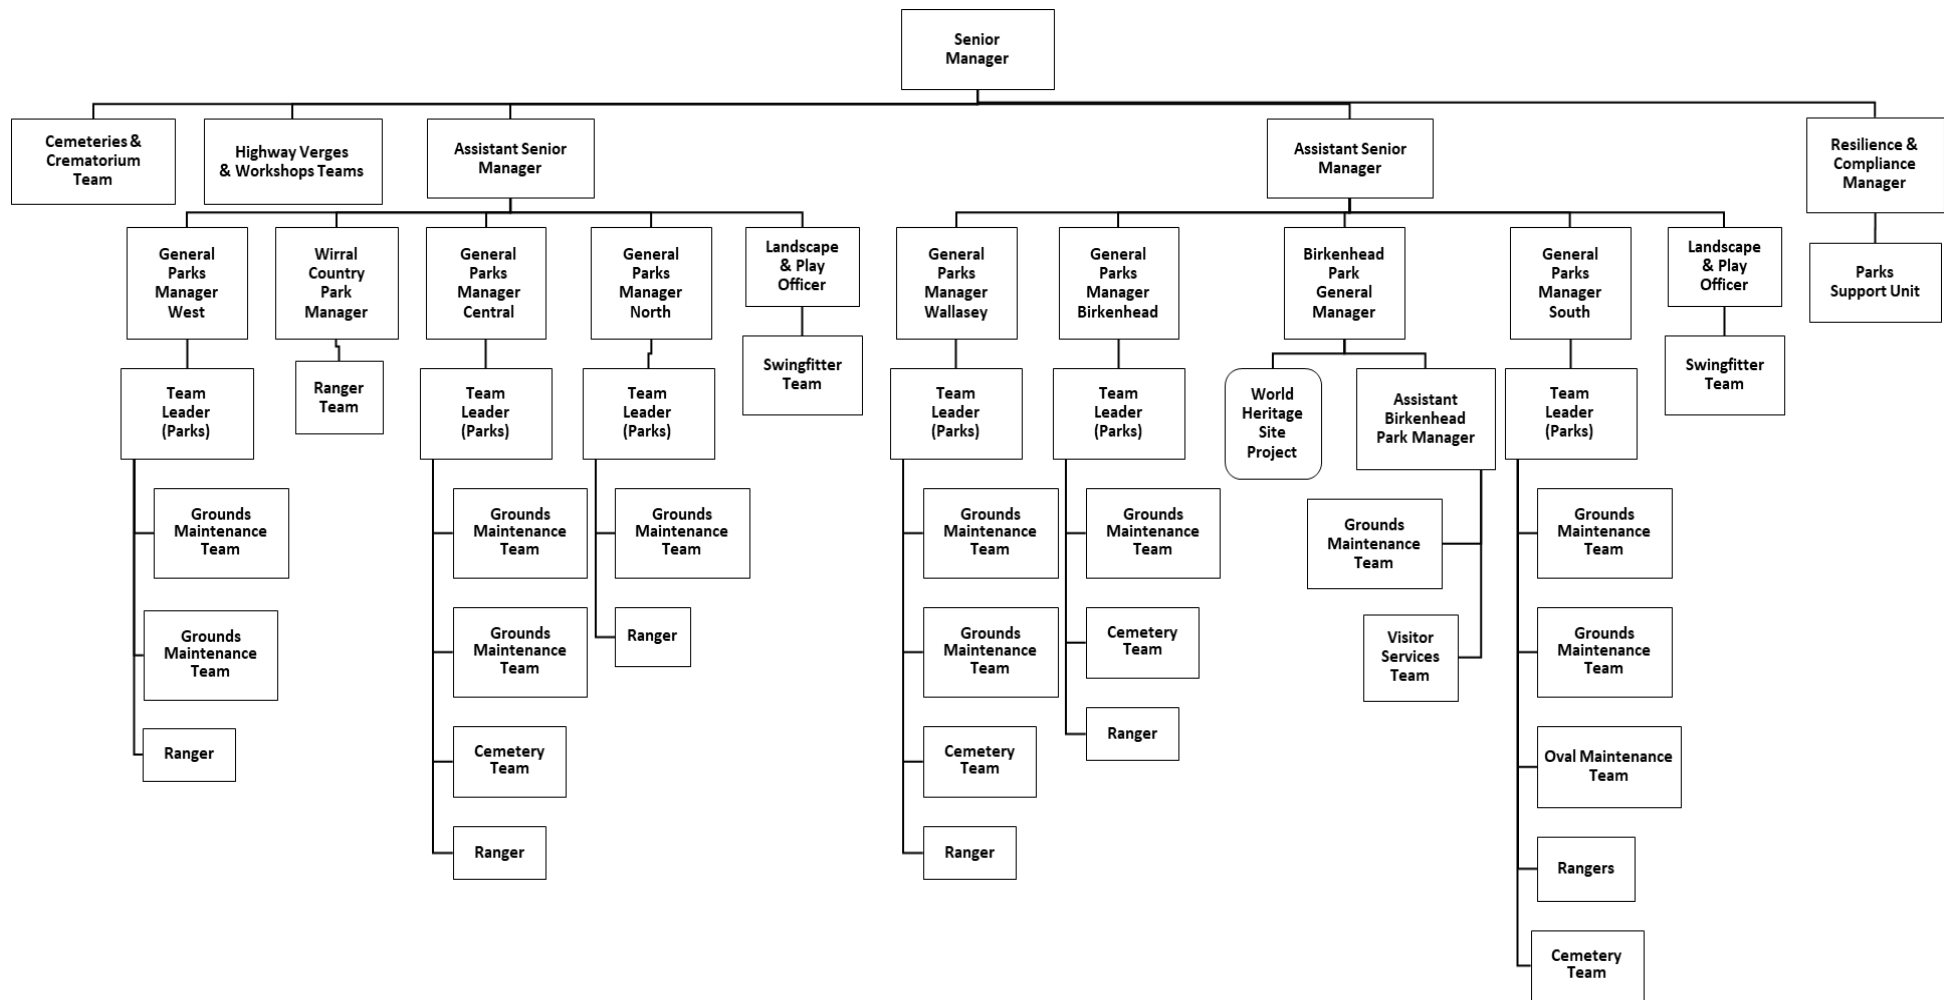 Senior
Manager
Cemeteries &
Crematorium
Team
Highway Verges
& Workshops Teams
Assistant Senior
Manager
Assistant Senior
Manager
Resilience &
Compliance
Manager
General
Parks
Manager
West
Wirral
Country
Park
Manager
General
Parks
Manager
Central
General
Parks
Manager
North
Landscape
& Play
Officer
General
Parks
Manager
Wallasey
General
Parks
Manager
Birkenhead
Birkenhead
Park
General
Manager
General
Parks
Manager
South
Landscape
& Play
Officer
Parks
Support Unit
Team
Leader
(Parks)
Ranger
Team
Team
Leader
(Parks)
Team
Leader
(Parks)
Swingfitter
Team
Team
Leader
(Parks)
Team
Leader
(Parks)
World
Heritage
Site
Project
Assistant
Birkenhead
Park Manager
Team
Leader
(Parks)
Swingfitter
Team
Grounds
Maintenance
Team
Grounds
Maintenance
Team
Grounds
Maintenance
Team
Grounds
Maintenance
Team
Grounds
Maintenance
Team
Grounds
Maintenance
Team
Grounds
Maintenance
Team
Grounds
Maintenance
Team
Grounds
Maintenance
Team
Ranger
Grounds
Maintenance
Team
Cemetery
Team
Visitor
Services
Team
Grounds
Maintenance
Team
Ranger
Cemetery
Team
Cemetery
Team
Ranger
Oval Maintenance
Team
Ranger
Ranger
Rangers
Cemetery
Team